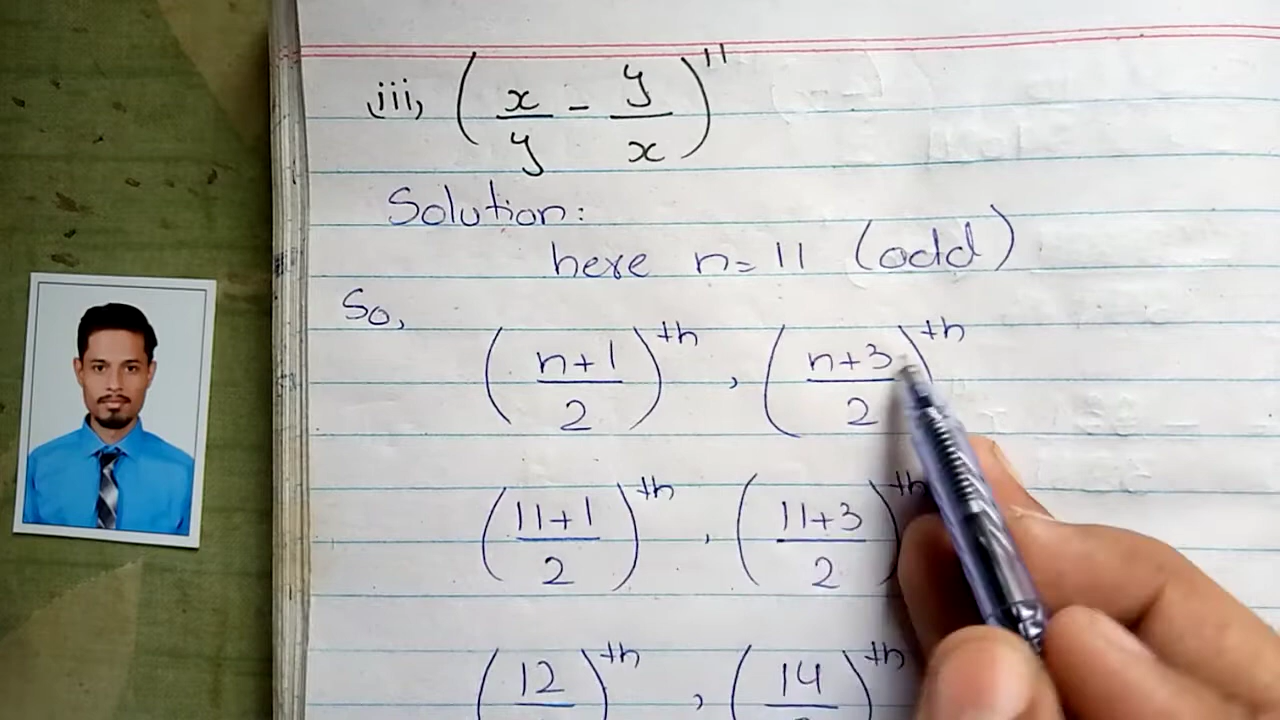 iii, (x/y - y/x)^11
Solution:
here n=11 (odd)
So,
((n+1)/2)^th , ((n+3)/2)^th
((11+1)/2)^th , ((11+3)/2)^th
(12/)^th , (14/)^th